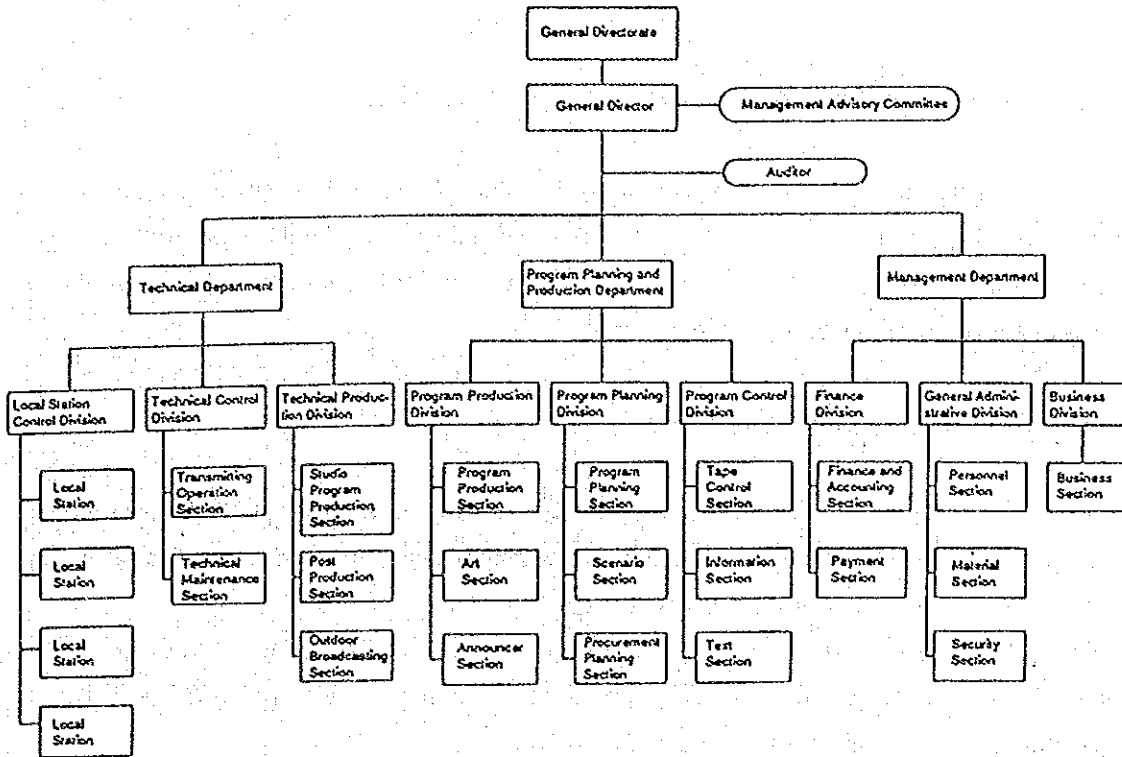 General Directorate
General Director
Management Advisory Committee
Auditor
Technical Department
Program Planning and
Production Department
Management Department
Local Station
Control Division
Technical Control
Division
Technical Produc-
tion Division
Program Production
Division
Program Planning
Division
Program Control
Division
Finance
Division
General Admini-
strative Division
Business
Division
Local
Station
Transmitting
Operation
Section
Studio
Program
Production
Section
Program
Production
Section
Program
Planning
Section
Tape
Control
Section
Finance and
Accounting
Section
Personnel
Section
Business
Section
Local
Station
Technical
Maintenance
Section
Post
Production
Section
Art
Section
Scenario
Section
Information
Section
Payment
Section
Material
Section
Local
Station
Outdoor
Broadcasting
Section
Announcer
Section
Procurement
Planning
Section
Section
Security
Section
Local
Station